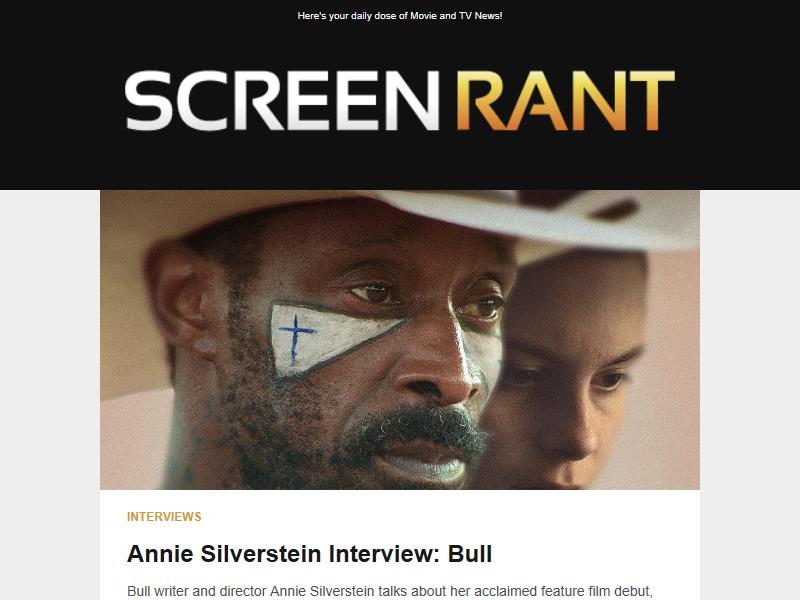 Here's your daily dose of Movie and TV News!
SCREEN RANT
INTERVIEWS
Annie Silverstein Interview: Bull
Bull writer and director Annie Silverstein talks about her acclaimed feature film debut,